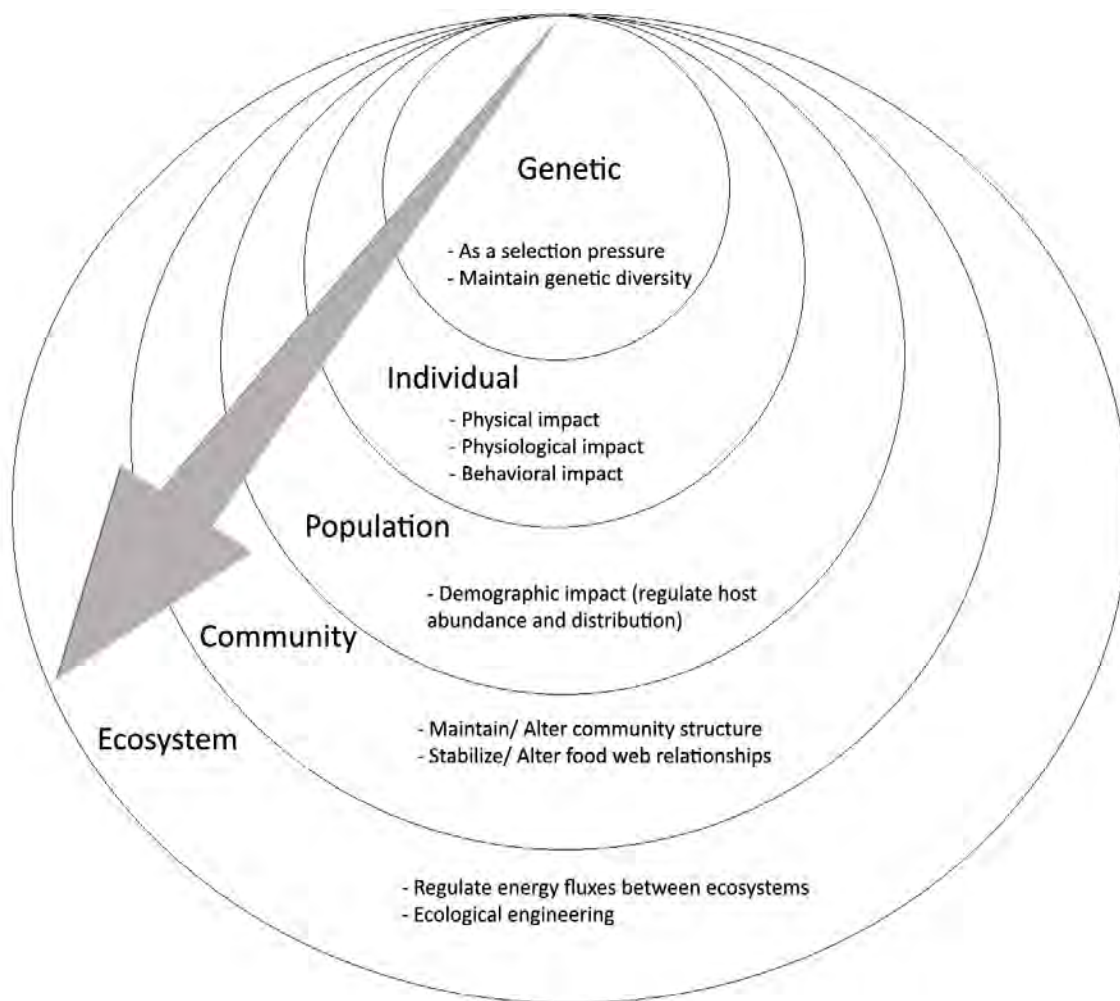 Genetic
- As a selection pressure
- Maintain genetic diversity
Individual
- Physical impact
- Physiological impact
- Behavioral impact
Population
- Demographic impact (regulate host
abundance and distribution)
Community
- Maintain/ Alter community structure
- Stabilize/ Alter food web relationships
Ecosystem
- Regulate energy fluxes between ecosystems
- Ecological engineering